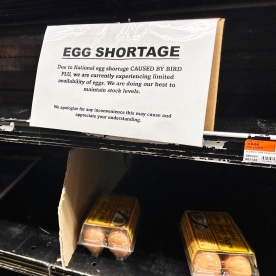 EGG SHORTAGE
Due to National egg shortage CAUSED BY BIRD
FLU, we are currently experiencing limited
availability of eggs. We are doing our best to
maintain stock levels.
We apologise for any inconvenience this may cause and
appreciate your understanding.